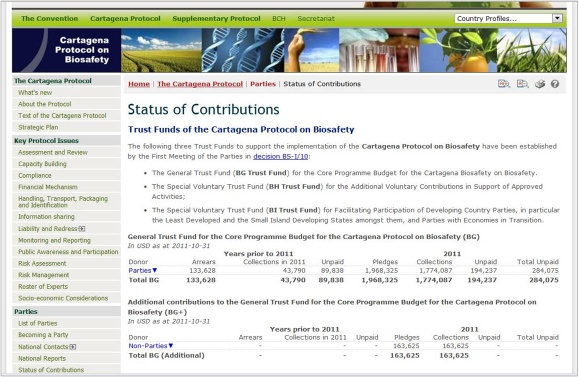 The Convention Cartagena Protocol Supplementary Protocol BCH Secretariat Country Profiles...
Cartagena
Protocol on
Biosafety
The Cartagena Protocol
What's new
About the Protocol
Text of the Cartagena Protocol
Strategic Plan
Key Protocol Issues
Assessment and Review
Capacity Building
Compliance
Financial Mechanism
Handling, Transport, Packaging
and Identification
Information sharing
Liability and Redress
Monitoring and Reporting
Public Awareness and Participation
Risk Assessment
Risk Management
Roster of Experts
Socio-economic Considerations
Parties
List of Parties
Becoming a Party
National Contacts
National Reports
Status of Contributions
Home | The Cartagena Protocol | Parties | Status of Contributions
Status of Contributions
Trust Funds of the Cartagena Protocol on Biosafety
The following three Trust Funds to support the implementation of the Cartagena Protocol on Biosafety have been established
by the First Meeting of the Parties in decision BS-I/10:
• The General Trust Fund (BG Trust Fund) for the Core Programme Budget for the Cartagena Biosafety on Biosafety.
• The Special Voluntary Trust Fund (BH Trust Fund) for the Additional Voluntary Contributions in Support of Approved
Activities;
• The Special Voluntary Trust Fund (BI Trust Fund) for Facilitating Participation of Developing Country Parties, in particular
the Least Developed and the Small Island Developing States amongst them, and Parties with Economies in Transition.
General Trust Fund for the Core Programme Budget for the Cartagena Protocol on Biosafety (BG)
In USD as at 2011-10-31
Years prior to 2011 2011
Donor Arrears Collections in 2011 Unpaid Pledges Collections Unpaid Total Unpaid
Parties▼ 133,628 43,790 89,838 1,968,325 1,774,087 194,237 284,075
Total BG 133,628 43,790 89,838 1,968,325 1,774,087 194,237 284,075
Additional contributions to the General Trust Fund for the Core Programme Budget for the Cartagena Protocol on
Biosafety (BG+)
In USD as at 2011-10-31
Years prior to 2011 2011
Donor Arrears Collections in 2011 Unpaid Pledges Collections Unpaid Total Unpaid
Non-Parties▼ - - - 163,625 163,625 - -
Total BG (Additional) - - - 163,625 163,625 - -